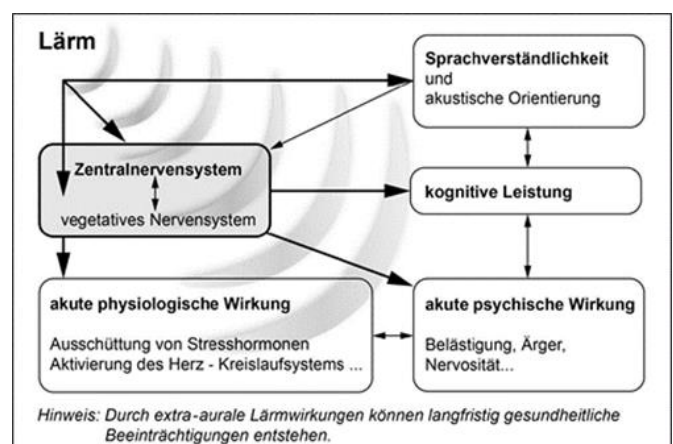 Lärm
Sprachverständlichkeit
und
akustische Orientierung
Zentralnervensystem
vegetatives Nervensystem
kognitive Leistung
akute physiologische Wirkung
Ausschüttung von Stresshormonen
Aktivierung des Herz - Kreislaufsystems ...
akute psychische Wirkung
Belästigung, Ärger,
Nervosität...
Hinweis: Durch extra-aurale Lärmwirkungen können langfristig gesundheitliche
Beeinträchtigungen entstehen.